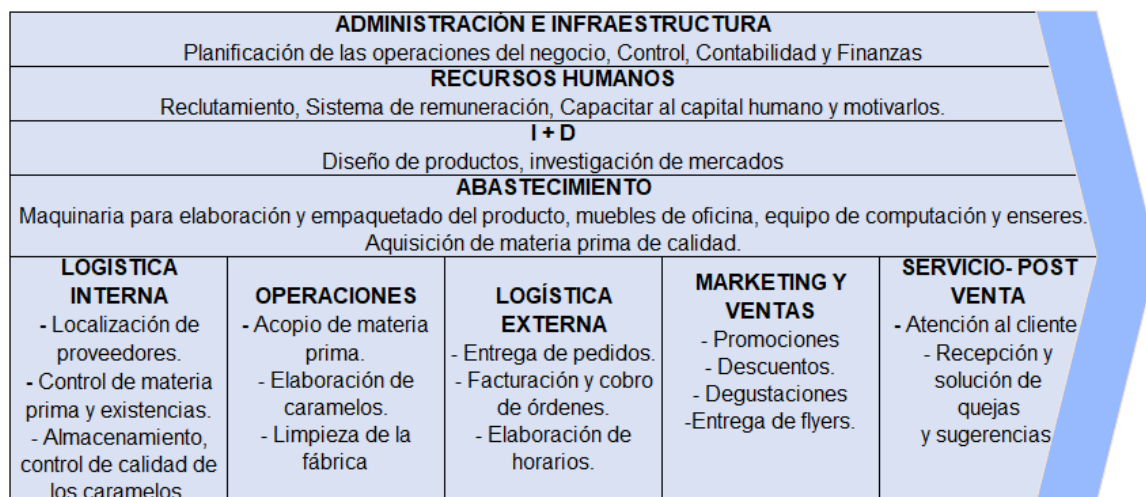 ADMINISTRACIÓN E INFRAESTRUCTURA
Planificación de las operaciones del negocio, Control, Contabilidad y Finanzas
RECURSOS HUMANOS
Reclutamiento, Sistema de remuneración, Capacitar al capital humano y motivarlos.
I + D
Diseño de productos, investigación de mercados
ABASTECIMIENTO
Maquinaria para elaboración y empaquetado del producto, muebles de oficina, equipo de computación y enseres.
Aquisición de materia prima de calidad.
LOGISTICA
INTERNA
- Localización de
proveedores.
- Control de materia
prima y existencias.
- Almacenamiento,
control de calidad de
los caramelos
OPERACIONES
- Acopio de materia
prima.
- Elaboración de
caramelos.
- Limpieza de la
fábrica
LOGÍSTICA
EXTERNA
- Entrega de pedidos.
- Facturación y cobro
de órdenes.
- Elaboración de
horarios.
MARKETING Y
VENTAS
- Promociones
- Descuentos.
- Degustaciones
-Entrega de flyers.
SERVICIO- POST
VENTA
- Atención al cliente
- Recepción y
solución de
quejas
y sugerencias